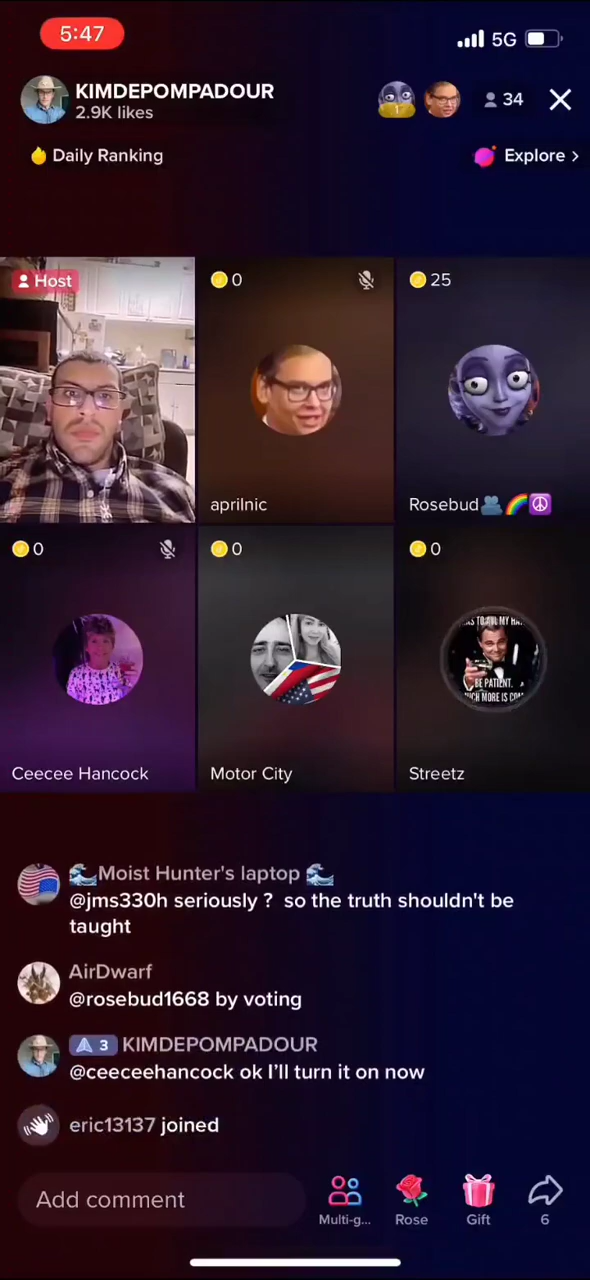 5:47
5G
KIMDEPOMPADOUR
2.9K likes
34
Daily Ranking
Explore >
Host
0
25
aprilnic
Rosebud👥🌈☮️
0
0
0
Ceecee Hancock
Motor City
Streetz
BE PATIENT.
🌊Moist Hunter's laptop 🌊
@jms330h seriously ? so the truth shouldn't be
taught
AirDwarf
@rosebud1668 by voting
3 KIMDEPOMPADOUR
@ceeceehancock ok I'll turn it on now
eric13137 joined
Add comment
Multi-g...
Rose
Gift
6